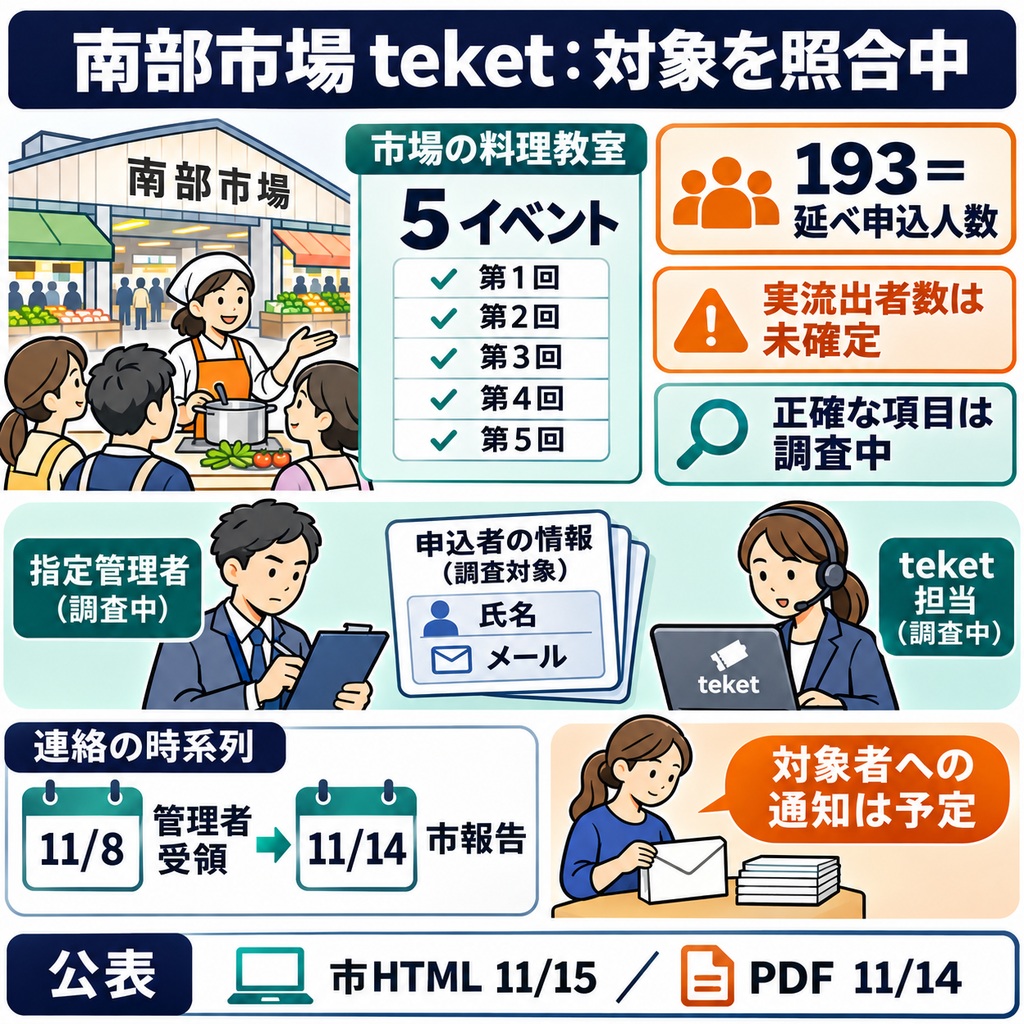 南部市場 teket：対象を照合中
南部市場
市場の料理教室
5イベント
第1回
第2回
第3回
第4回
第5回
193＝
延べ申込人数
実流出者数は
未確定
正確な項目は
調査中
指定管理者
（調査中）
申込者の情報
（調査対象）
氏名
メール
teket
teket
担当
（調査中）
連絡の時系列
11/8
管理者
受領
11/14
市報告
対象者への
通知は予定
公表
市HTML 11/15 ／ PDF 11/14